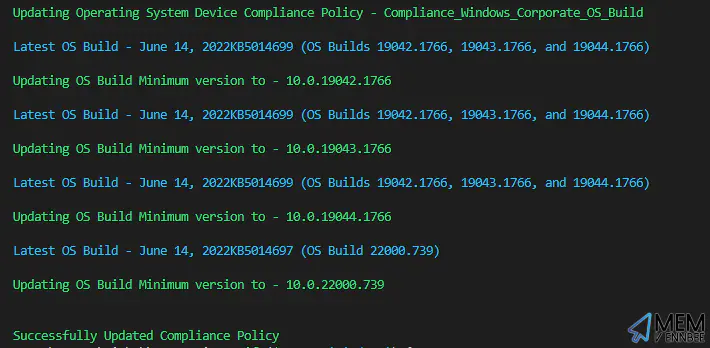 Updating Operating System Device Compliance Policy - Compliance_Windows_Corporate_OS_Build
Latest OS Build - June 14, 2022KB5014699 (OS Builds 19042.1766, 19043.1766, and 19044.1766)
Updating OS Build Minimum version to - 10.0.19042.1766
Latest OS Build - June 14, 2022KB5014699 (OS Builds 19042.1766, 19043.1766, and 19044.1766)
Updating OS Build Minimum version to - 10.0.19043.1766
Latest OS Build - June 14, 2022KB5014699 (OS Builds 19042.1766, 19043.1766, and 19044.1766)
Updating OS Build Minimum version to - 10.0.19044.1766
Latest OS Build - June 14, 2022KB5014697 (OS Build 22000.739)
Updating OS Build Minimum version to - 10.0.22000.739
Successfully Updated Compliance Policy
MEM
ENNBEE